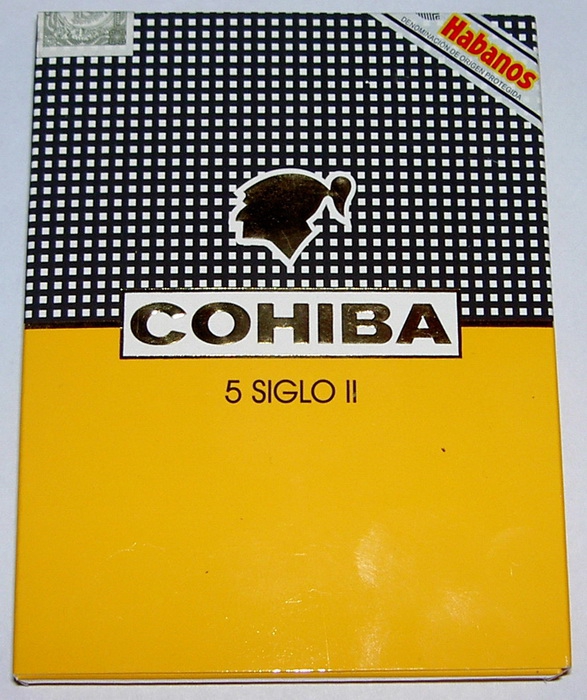 Habanos
DENOMINACIÓN DE ORIGEN PROTEGIDA
COHIBA
5 SIGLO II